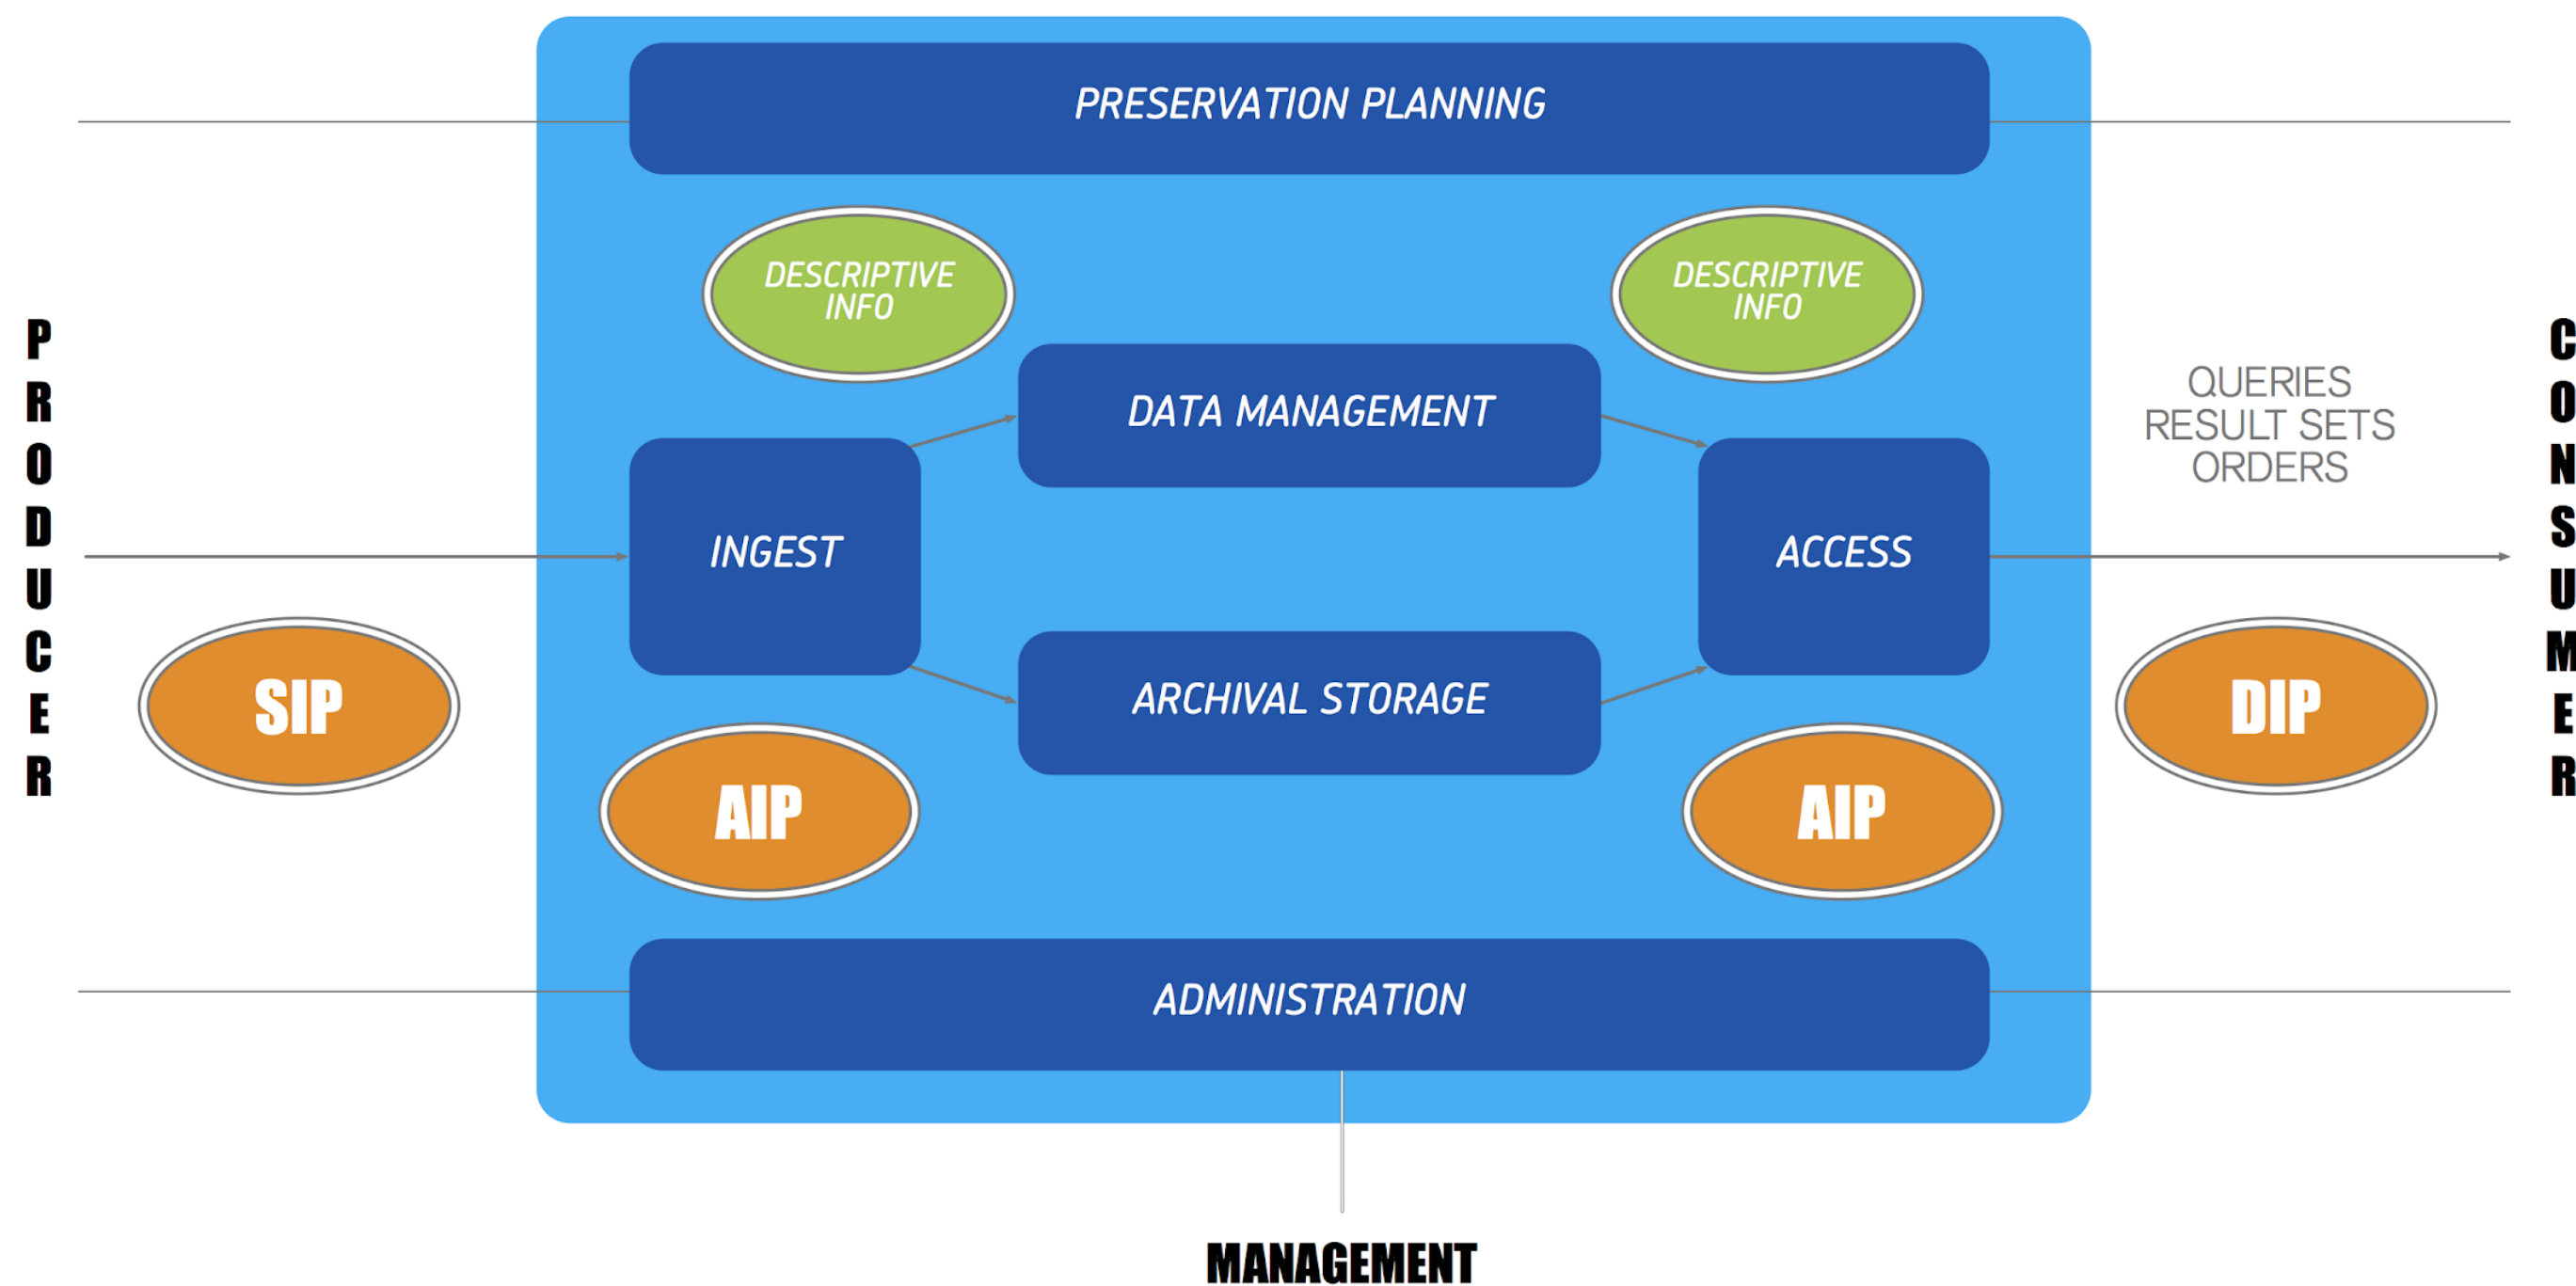 PRESERVATION PLANNING
DESCRIPTIVE
INFO
DESCRIPTIVE
INFO
PRODUCER
DATA MANAGEMENT
QUERIES
RESULT SETS
ORDERS
CONSUMER
INGEST
ACCESS
SIP
ARCHIVAL STORAGE
DIP
AIP
AIP
ADMINISTRATION
MANAGEMENT